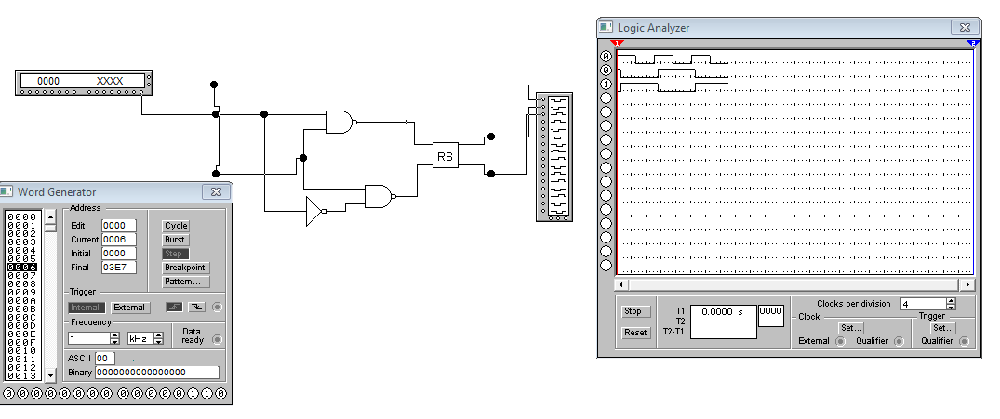 Logic Analyzer
1
2
0
0
1
0000 XXXX
RS
Word Generator
0000
0001
0002
0003
0004
0005
0006
0007
0008
0009
000A
000B
000C
000D
000E
000F
0010
0011
0012
0013
Address
Edit 0000
Current 0006
Initial 0000
Final 03E7
Cycle
Burst
Step
Breakpoint
Pattern...
Trigger
Internal External
Frequency
1 kHz
Data
ready
ASCII 00 .
Binary 0000000000000000
0 0 0 0 0 0 0 0 0 0 0 0 0 1 1 0
Stop
Reset
T1 0.0000 s 0000
T2
T2-T1
Clocks per division 4
Clock
Set...
External Qualifier
Trigger
Set...
Qualifier